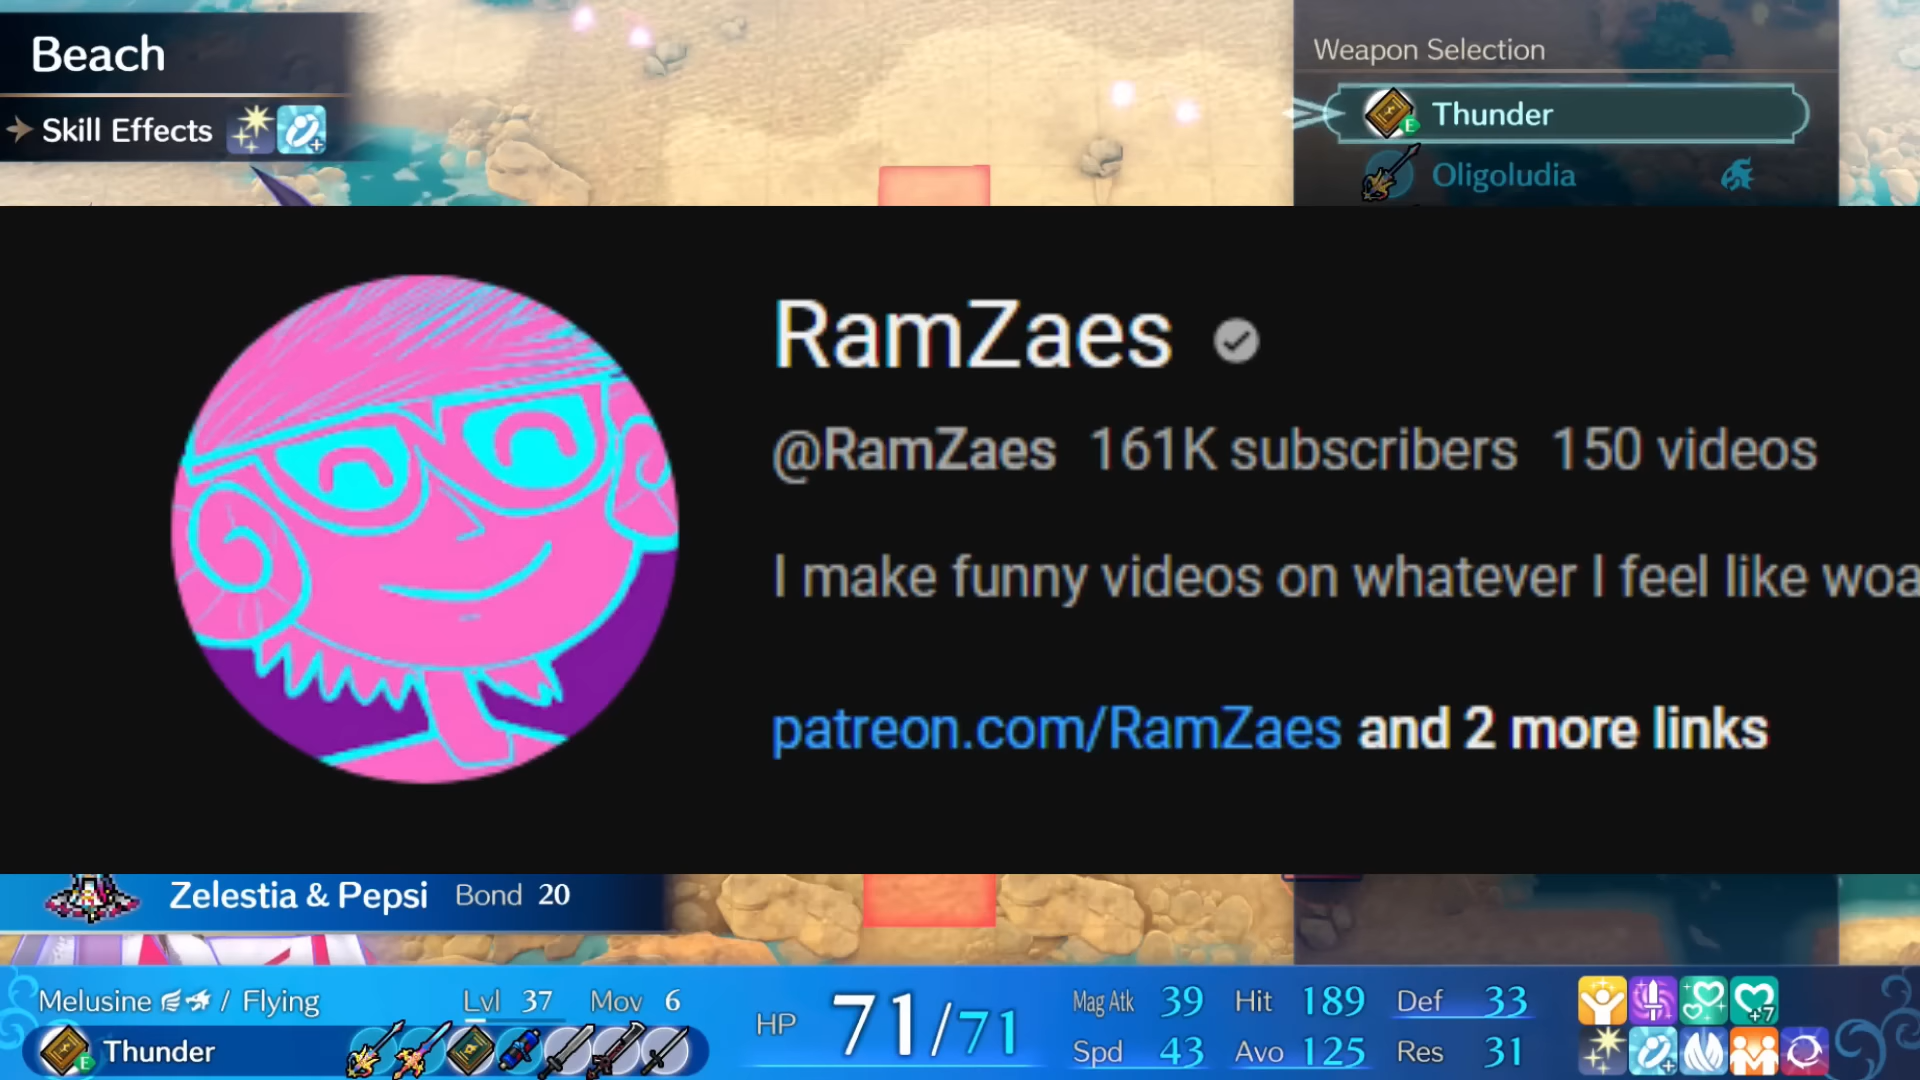 Beach
Skill Effects
Weapon Selection
Thunder
Oligoludia
RamZaes
@RamZaes 161K subscribers 150 videos
I make funny videos on whatever I feel like woa
patreon.com/RamZaes and 2 more links
Zelestia & Pepsi Bond 20
Melusine / Flying Lvl 37 Mov 6
E Thunder
HP 71/71
Mag Atk 39 Hit 189 Def 33
Spd 43 Avo 125 Res 31
+7